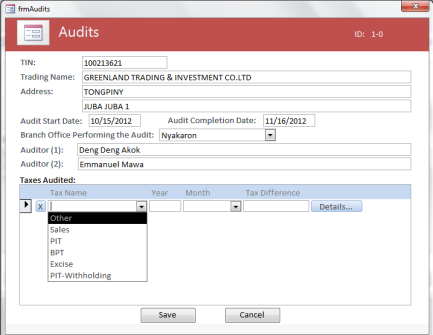 frmAudits
Audits
ID: 1-0
TIN: 100213621
Trading Name: GREENLAND TRADING & INVESTMENT CO.LTD
Address: TONGPINY
JUBA JUBA 1
Audit Start Date: 10/15/2012 Audit Completion Date: 11/16/2012
Branch Office Performing the Audit: Nyakaron
Auditor (1): Deng Deng Akok
Auditor (2): Emmanuel Mawa
Taxes Audited:
Tax Name Year Month Tax Difference
X Details...
Other
Sales
PIT
BPT
Excise
PIT-Withholding
Save Cancel